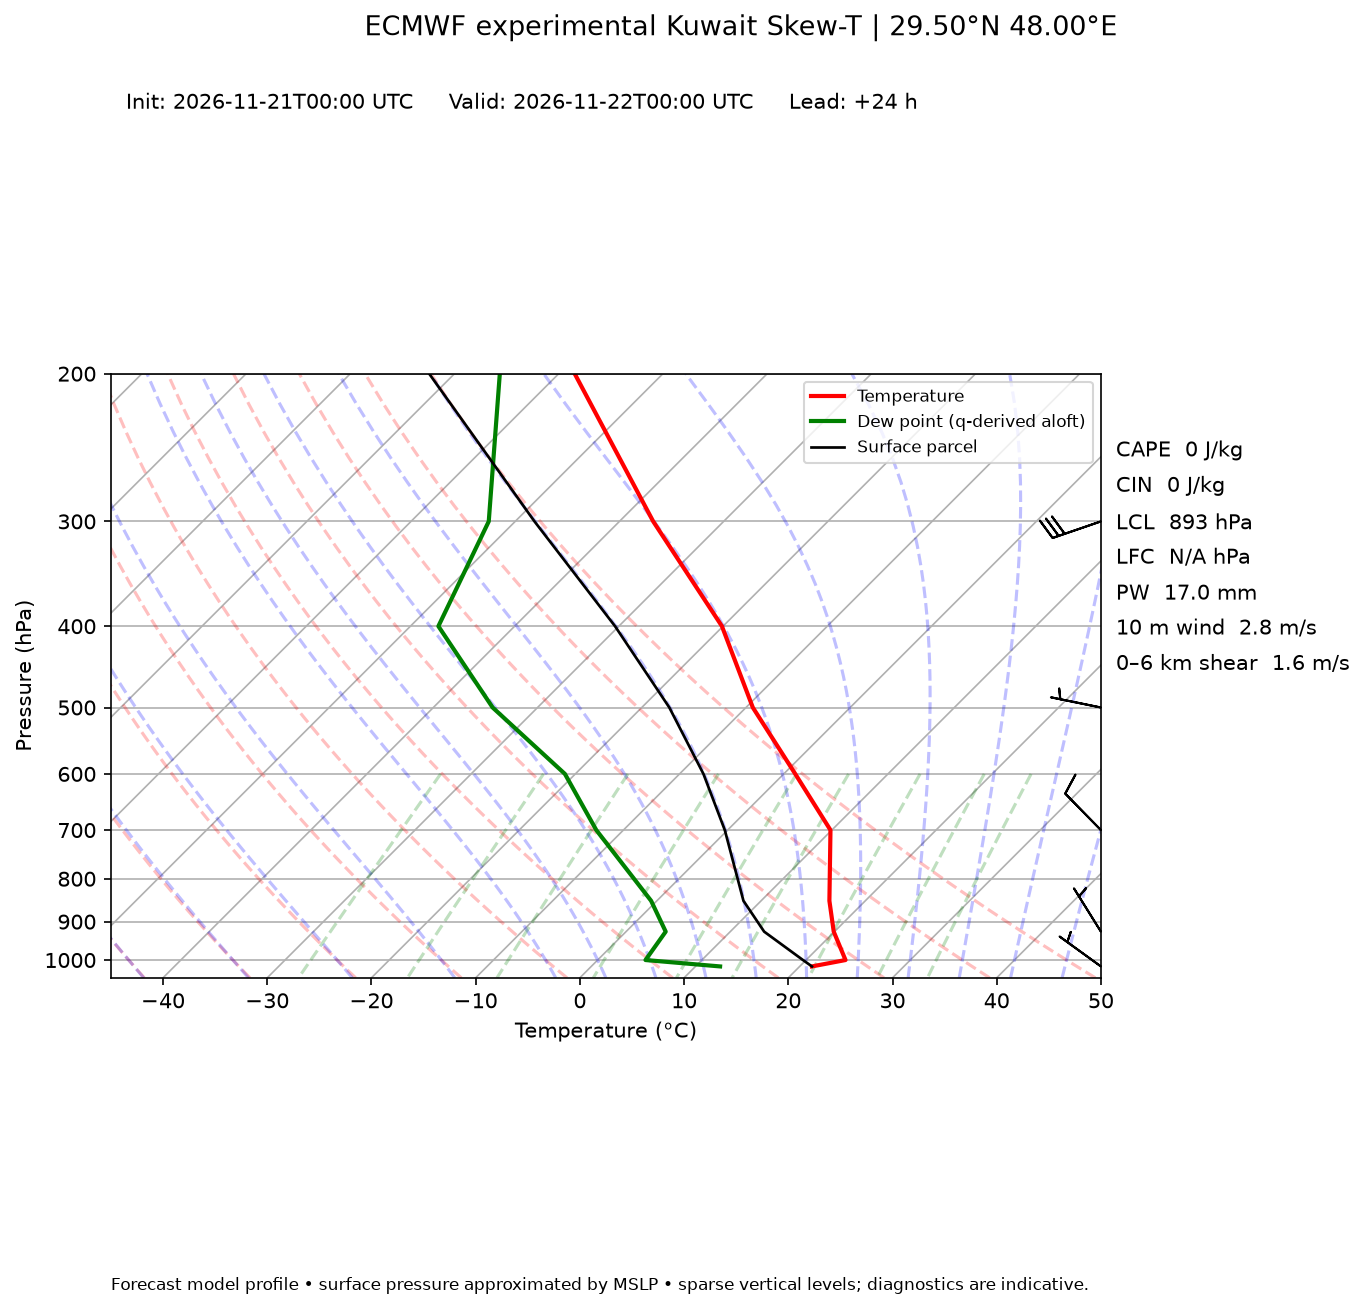 ECMWF experimental Kuwait Skew-T | 29.50°N 48.00°E
Init: 2026-11-21T00:00 UTC Valid: 2026-11-22T00:00 UTC Lead: +24 h
200
300
400
500
600
700
800
900
1000
Pressure (hPa)
Temperature
Dew point (q-derived aloft)
Surface parcel
CAPE 0 J/kg
CIN 0 J/kg
LCL 893 hPa
LFC N/A hPa
PW 17.0 mm
10 m wind 2.8 m/s
0–6 km shear 1.6 m/s
−40 −30 −20 −10 0 10 20 30 40 50
Temperature (°C)
Forecast model profile • surface pressure approximated by MSLP • sparse vertical levels; diagnostics are indicative.